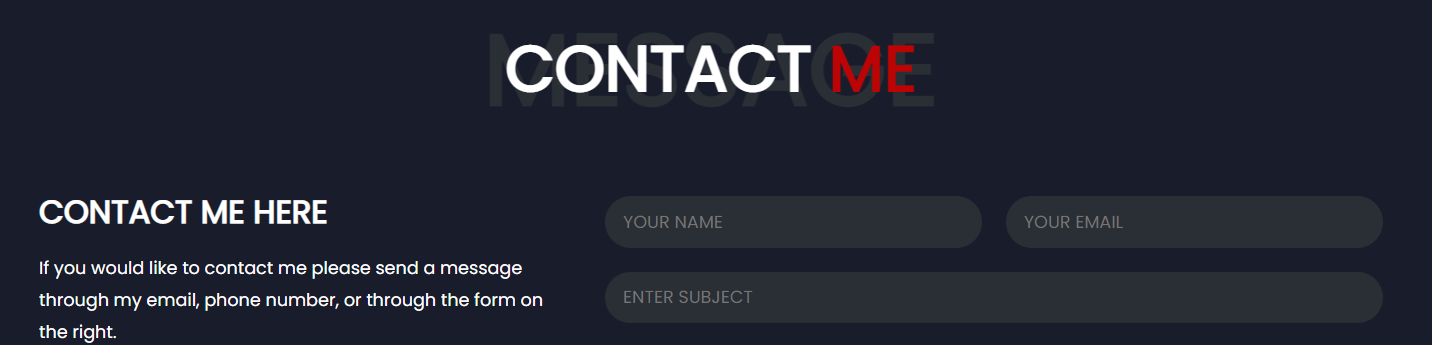 MESSAGE
CONTACT ME
CONTACT ME HERE
If you would like to contact me please send a message
through my email, phone number, or through the form on
the right.
YOUR NAME
YOUR EMAIL
ENTER SUBJECT